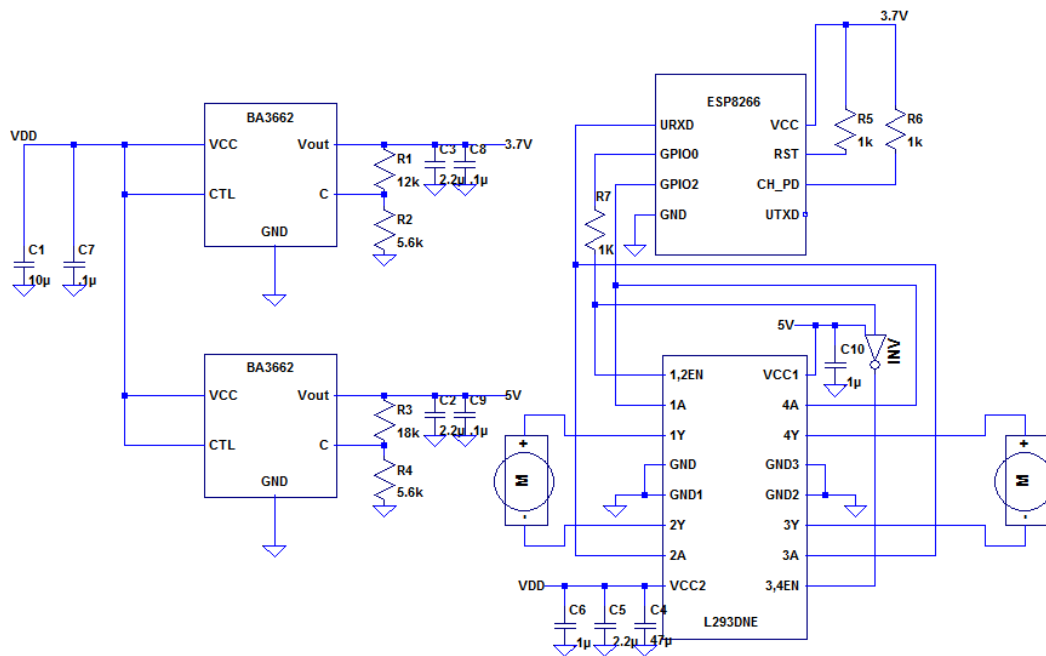 BA3662
VDD
VCC
Vout
CTL
C
GND
R1
12k
R2
5.6k
C3
2.2µ
C8
.1µ
3.7V
C1
10µ
C7
.1µ
BA3662
VCC
Vout
CTL
C
GND
R3
18k
R4
5.6k
C2
2.2µ
C9
.1µ
5V
3.7V
ESP8266
URXD
VCC
GPIO0
RST
GPIO2
CH_PD
GND
UTXD
R5
1k
R6
1k
R7
1K
5V
C10
1µ
INV
1,2EN
VCC1
1A
4A
1Y
4Y
GND
GND3
GND1
GND2
2Y
3Y
2A
3A
VCC2
3,4EN
L293DNE
+
M
-
+
M
-
VDD
C6
.1µ
C5
2.2µ
C4
47µ